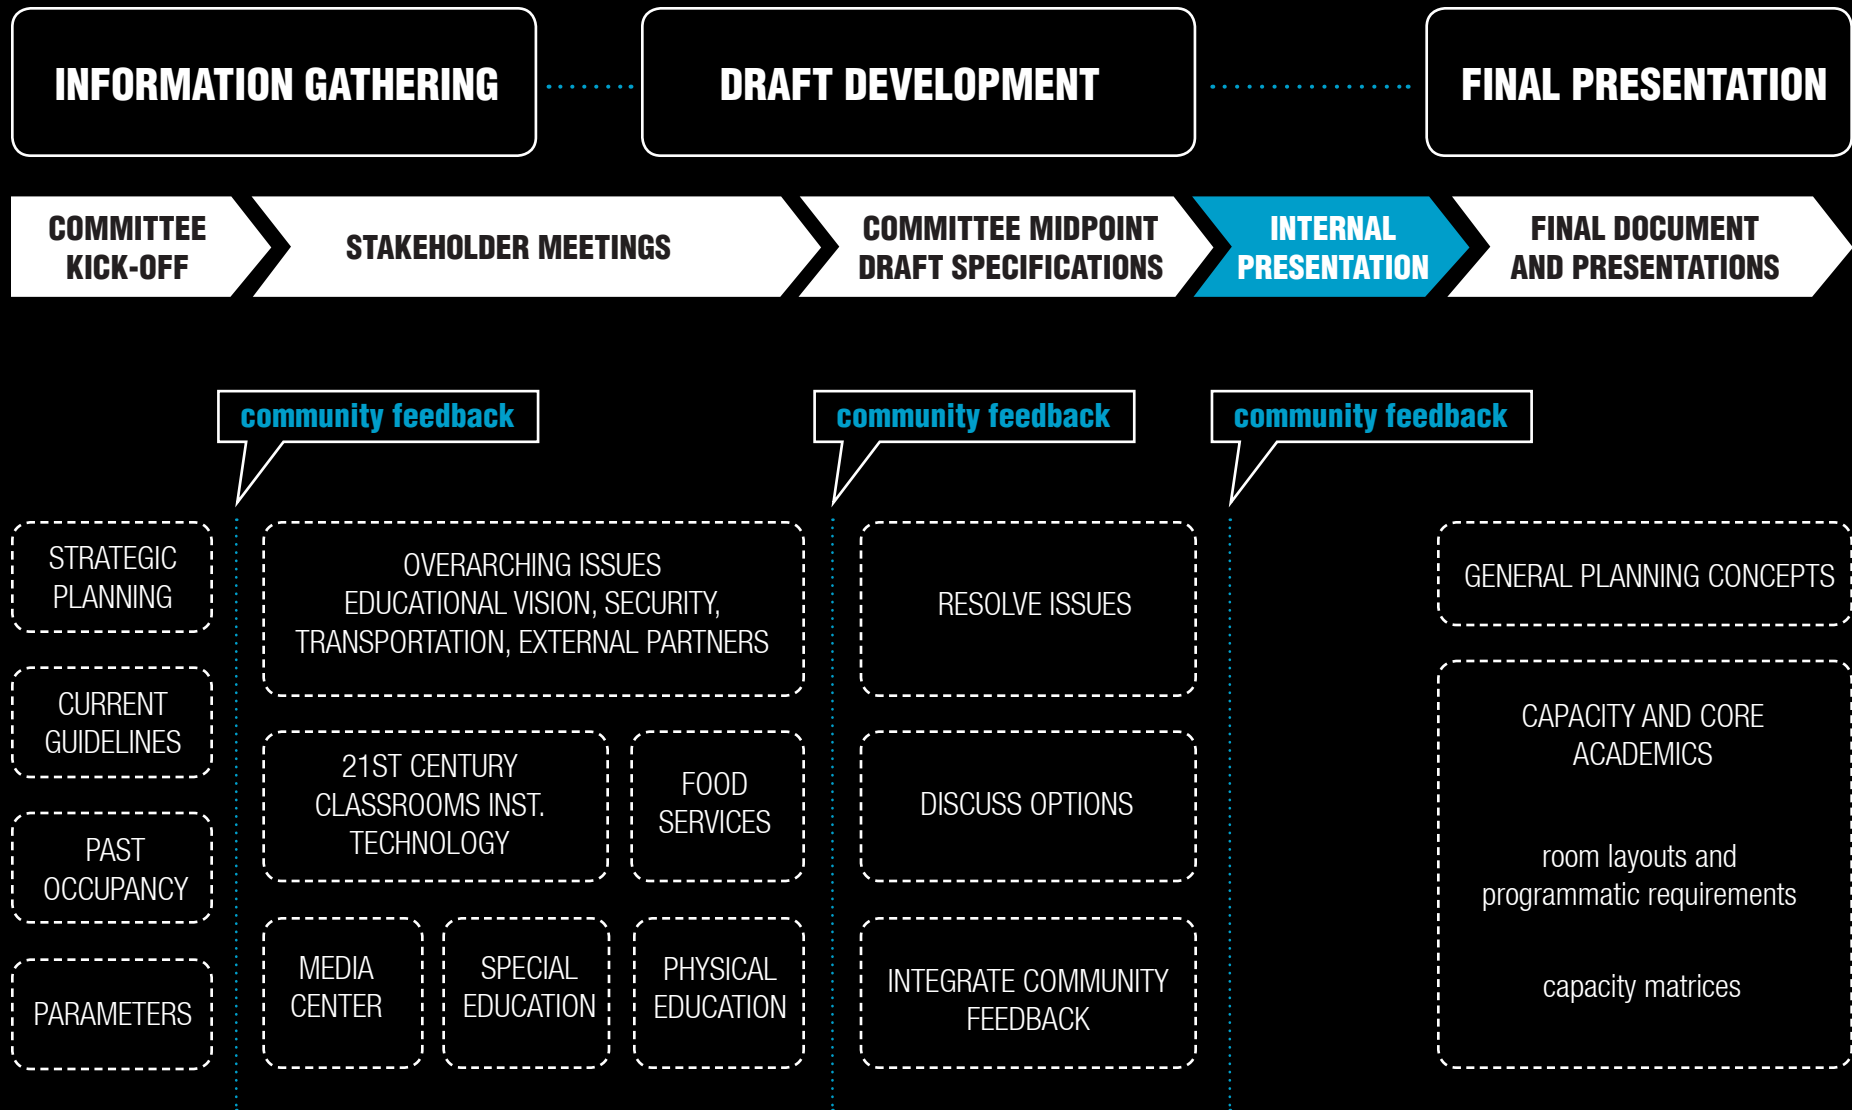 INFORMATION GATHERING
DRAFT DEVELOPMENT
FINAL PRESENTATION
COMMITTEE
KICK-OFF
STAKEHOLDER MEETINGS
COMMITTEE MIDPOINT
DRAFT SPECIFICATIONS
INTERNAL
PRESENTATION
FINAL DOCUMENT
AND PRESENTATIONS
community feedback
community feedback
community feedback
STRATEGIC
PLANNING
CURRENT
GUIDELINES
PAST
OCCUPANCY
PARAMETERS
OVERARCHING ISSUES
EDUCATIONAL VISION, SECURITY,
TRANSPORTATION, EXTERNAL PARTNERS
21ST CENTURY
CLASSROOMS INST.
TECHNOLOGY
FOOD
SERVICES
MEDIA
CENTER
SPECIAL
EDUCATION
PHYSICAL
EDUCATION
RESOLVE ISSUES
DISCUSS OPTIONS
INTEGRATE COMMUNITY
FEEDBACK
GENERAL PLANNING CONCEPTS
CAPACITY AND CORE
ACADEMICS
room layouts and
programmatic requirements
capacity matrices